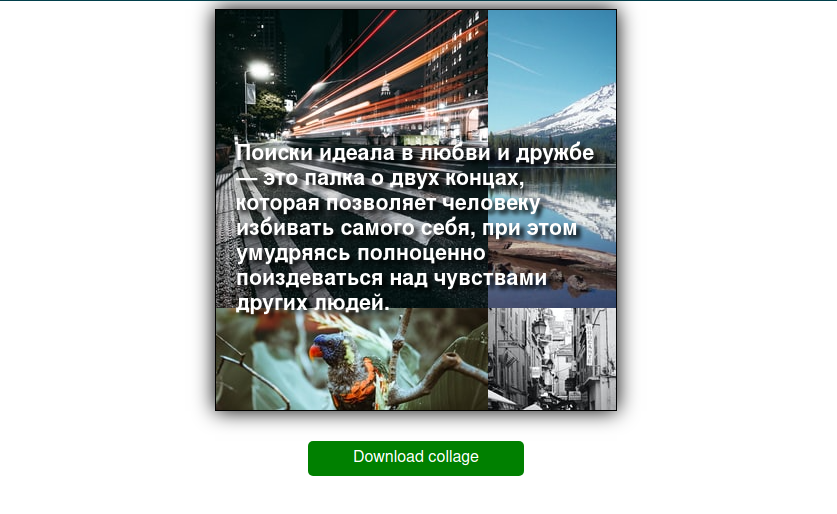 Поиски идеала в любви и дружбе
— это палка о двух концах,
которая позволяет человеку
избивать самого себя, при этом
умудряясь полноценно
поиздеваться над чувствами
других людей.
Download collage